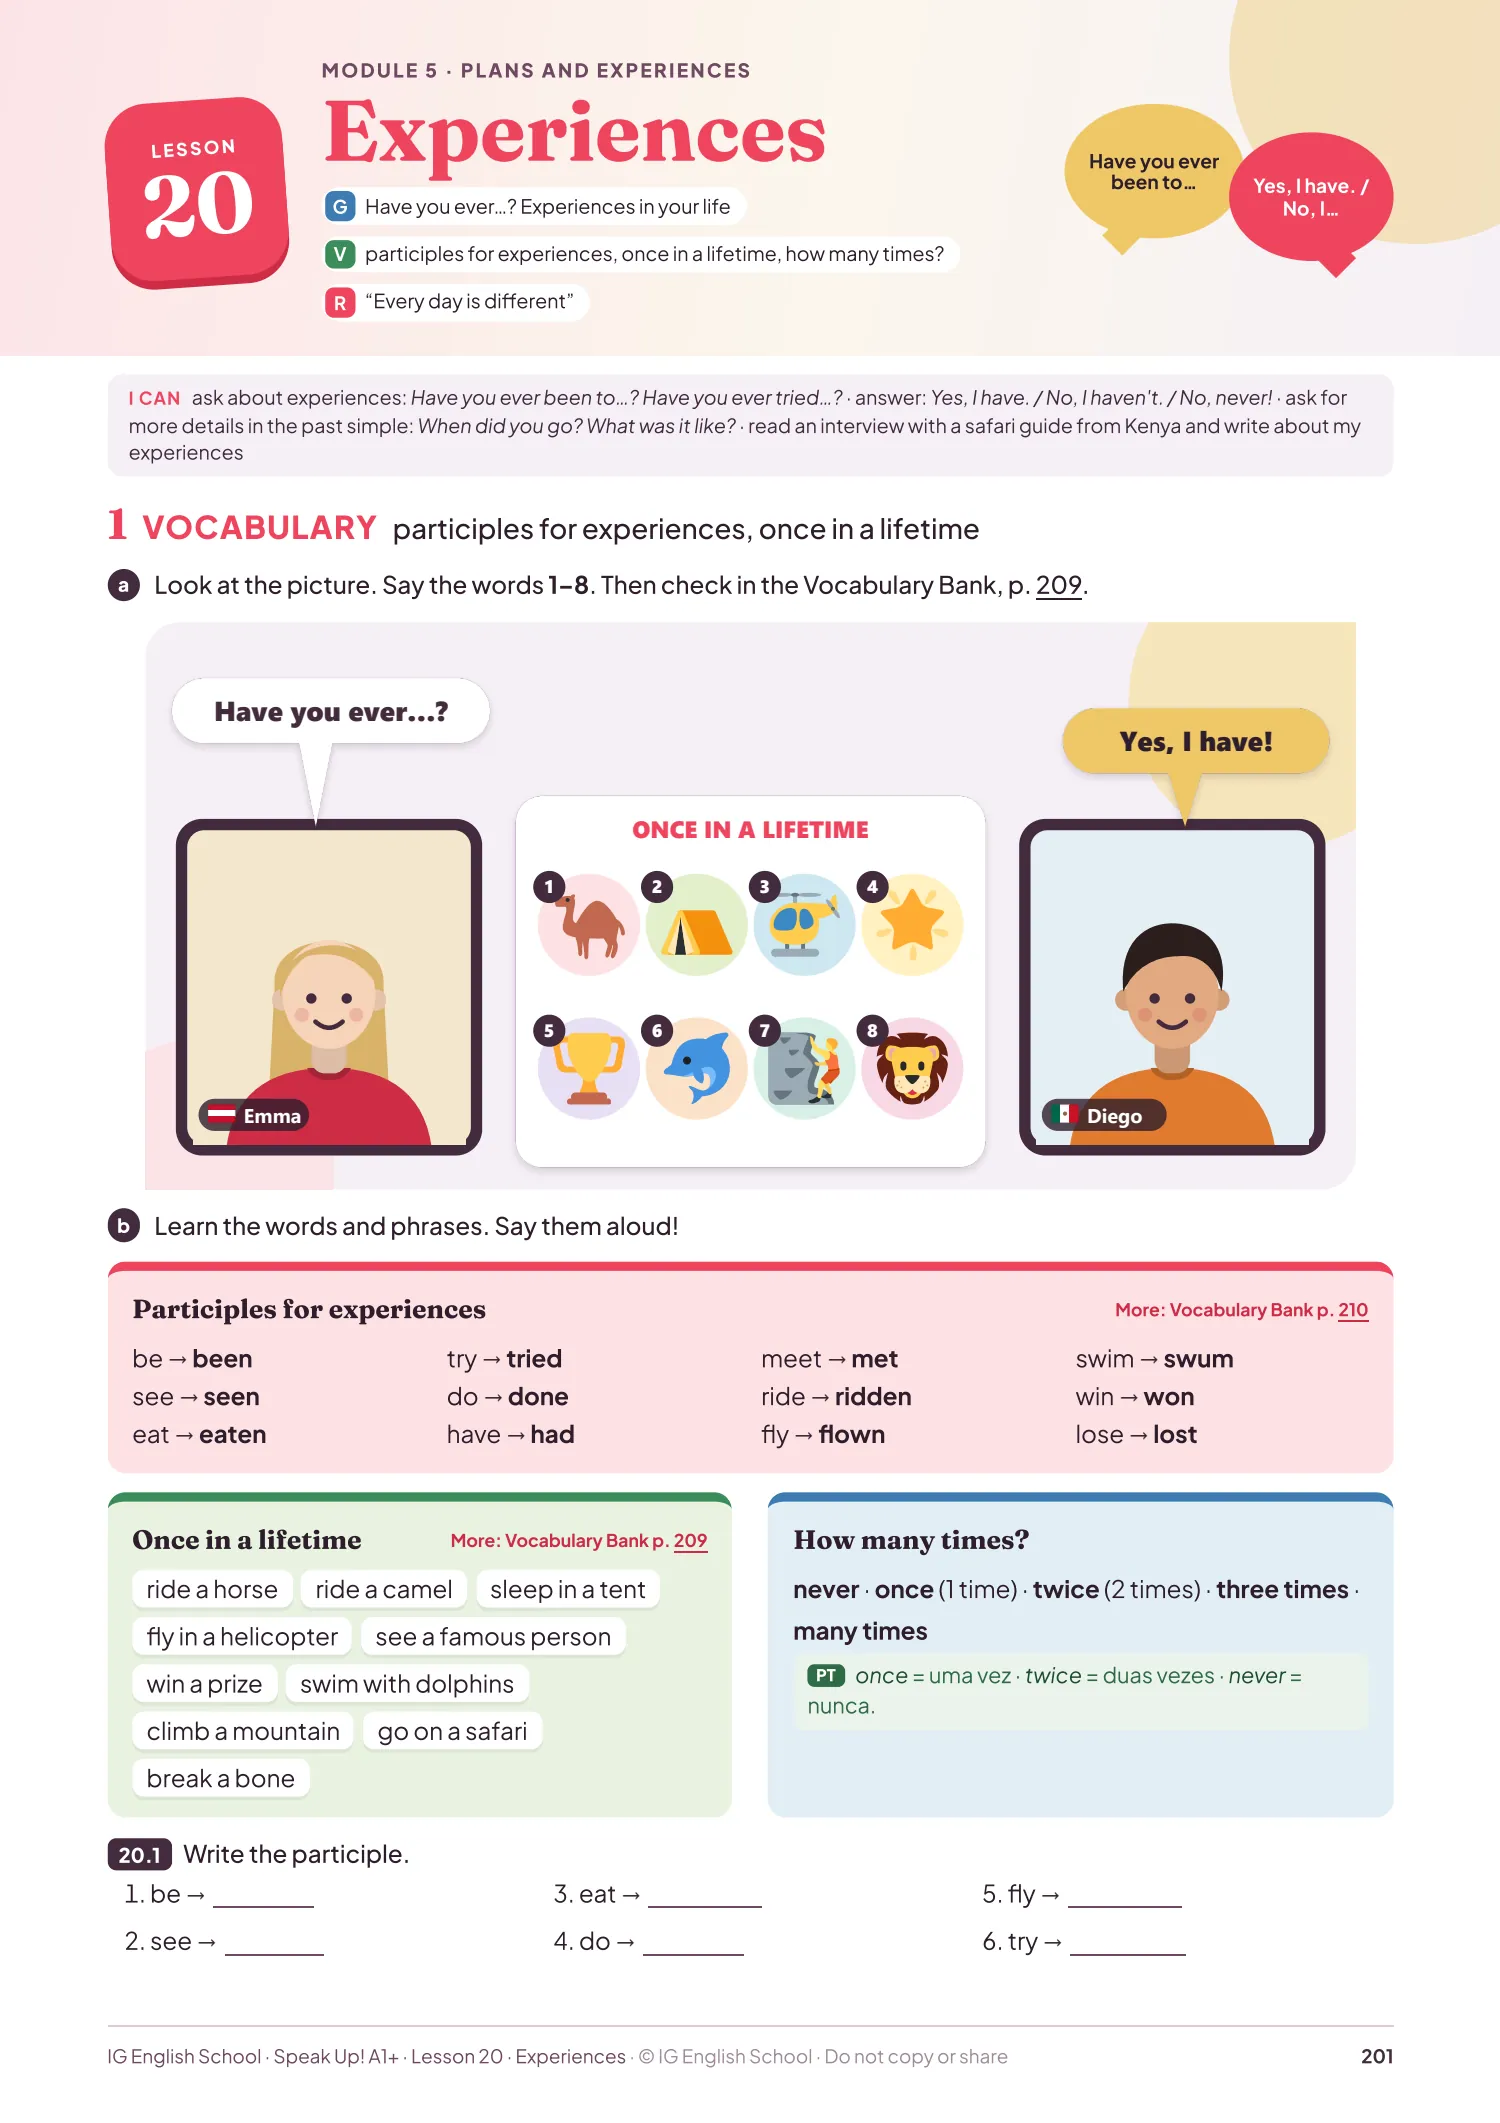 MODULE 5 · PLANS AND EXPERIENCES
LESSON
20
Experiences
G Have you ever...? Experiences in your life
V participles for experiences, once in a lifetime, how many times?
R “Every day is different”
Have you ever
been to...
Yes, I have. /
No, I...
I CAN ask about experiences: Have you ever been to...? Have you ever tried...? · answer: Yes, I have. / No, I haven't. / No, never! · ask for
more details in the past simple: When did you go? What was it like? · read an interview with a safari guide from Kenya and write about my
experiences
1 VOCABULARY participles for experiences, once in a lifetime
a Look at the picture. Say the words 1–8. Then check in the Vocabulary Bank, p. 209.
Have you ever...?
Yes, I have!
ONCE IN A LIFETIME
1 2 3 4
5 6 7 8
Emma
Diego
b Learn the words and phrases. Say them aloud!
Participles for experiences More: Vocabulary Bank p. 210
be → been try → tried meet → met swim → swum
see → seen do → done ride → ridden win → won
eat → eaten have → had fly → flown lose → lost
Once in a lifetime More: Vocabulary Bank p. 209
ride a horse ride a camel sleep in a tent
fly in a helicopter see a famous person
win a prize swim with dolphins
climb a mountain go on a safari
break a bone
How many times?
never · once (1 time) · twice (2 times) · three times ·
many times
PT once = uma vez · twice = duas vezes · never =
nunca.
20.1 Write the participle.
1. be → ________ 3. eat → ________ 5. fly → ________
2. see → ________ 4. do → ________ 6. try → ________
IG English School · Speak Up! A1+ · Lesson 20 · Experiences · © IG English School · Do not copy or share 201